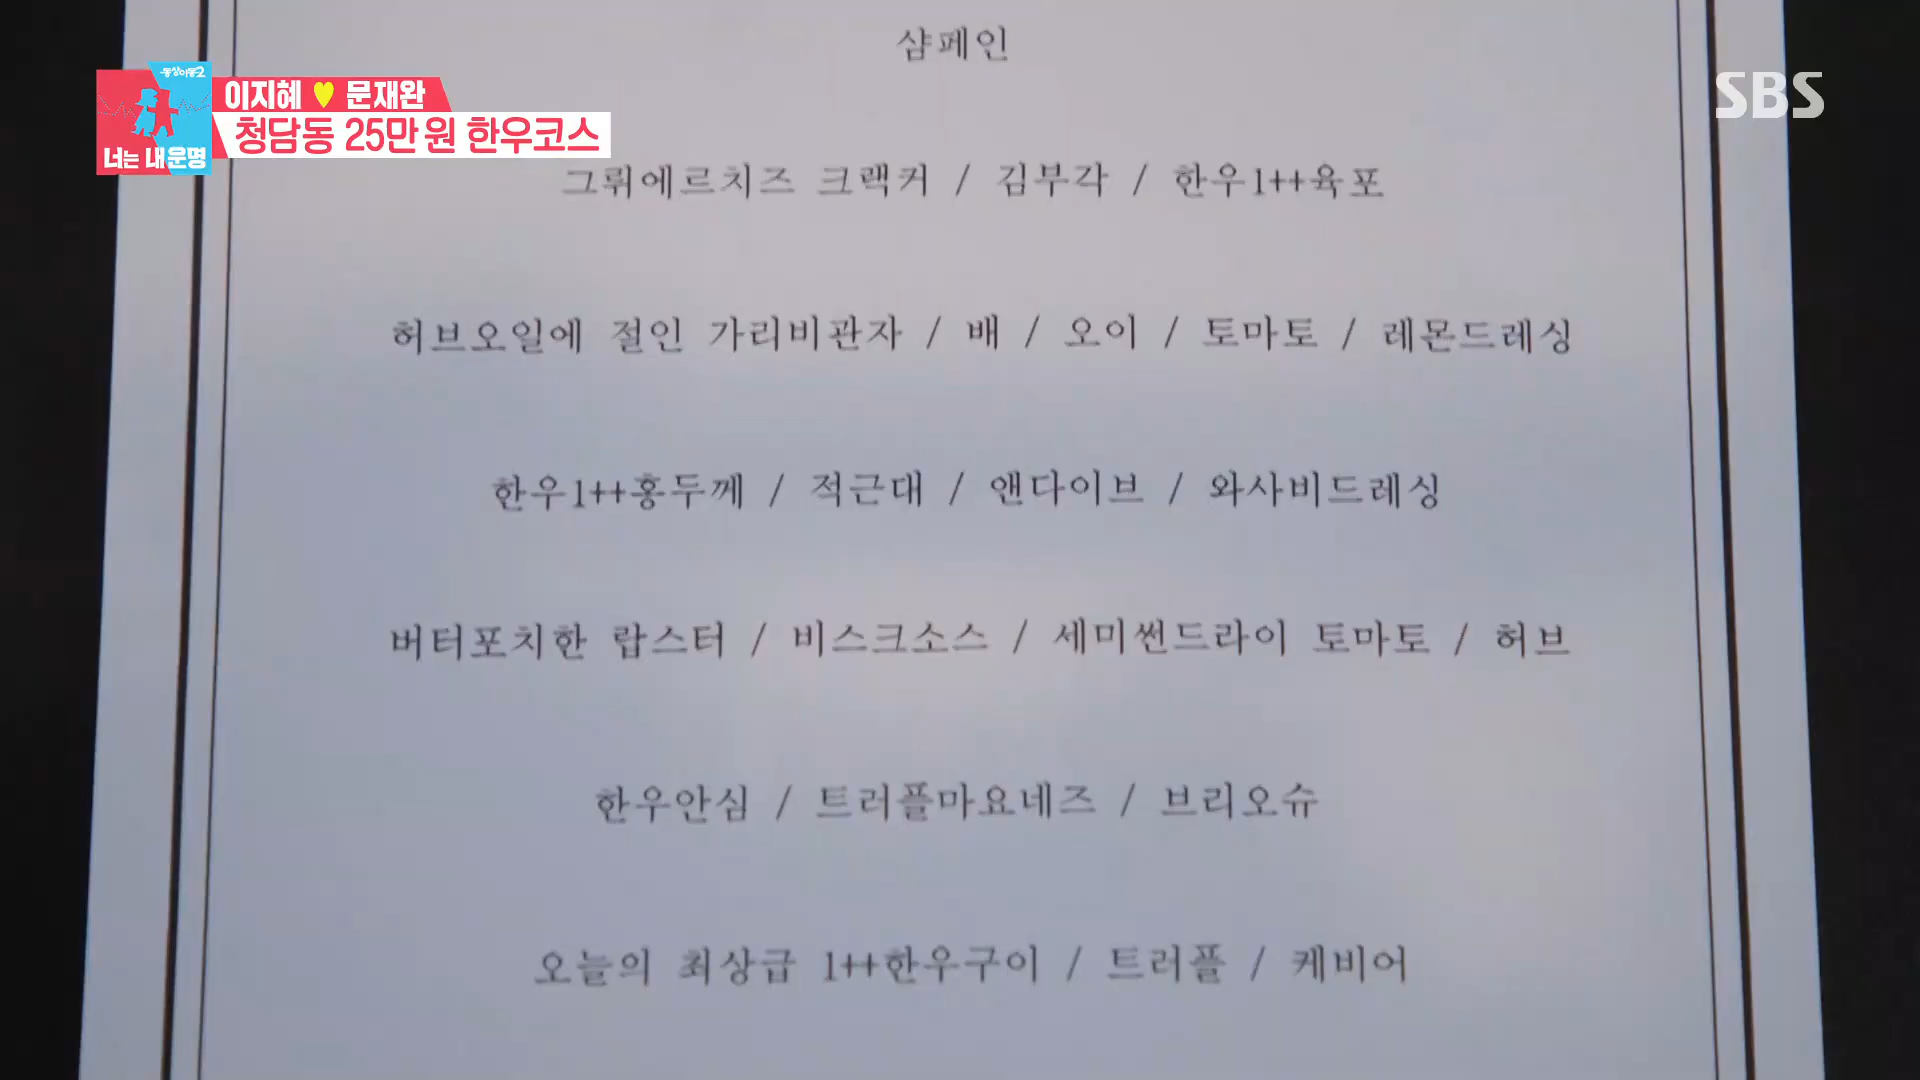 샴페인
동상이몽2
너는 내 운명
이지혜 ♥ 문재완
청담동 25만 원 한우코스
SBS
그뤼에르치즈 크랙커 / 김부각 / 한우1++육포
허브오일에 절인 가리비관자 / 배 / 오이 / 토마토 / 레몬드레싱
한우1++홍두께 / 적근대 / 앤다이브 / 와사비드레싱
버터포치한 랍스터 / 비스크소스 / 세미썬드라이 토마토 / 허브
한우안심 / 트러플마요네즈 / 브리오슈
오늘의 최상급 1++한우구이 / 트러플 / 케비어